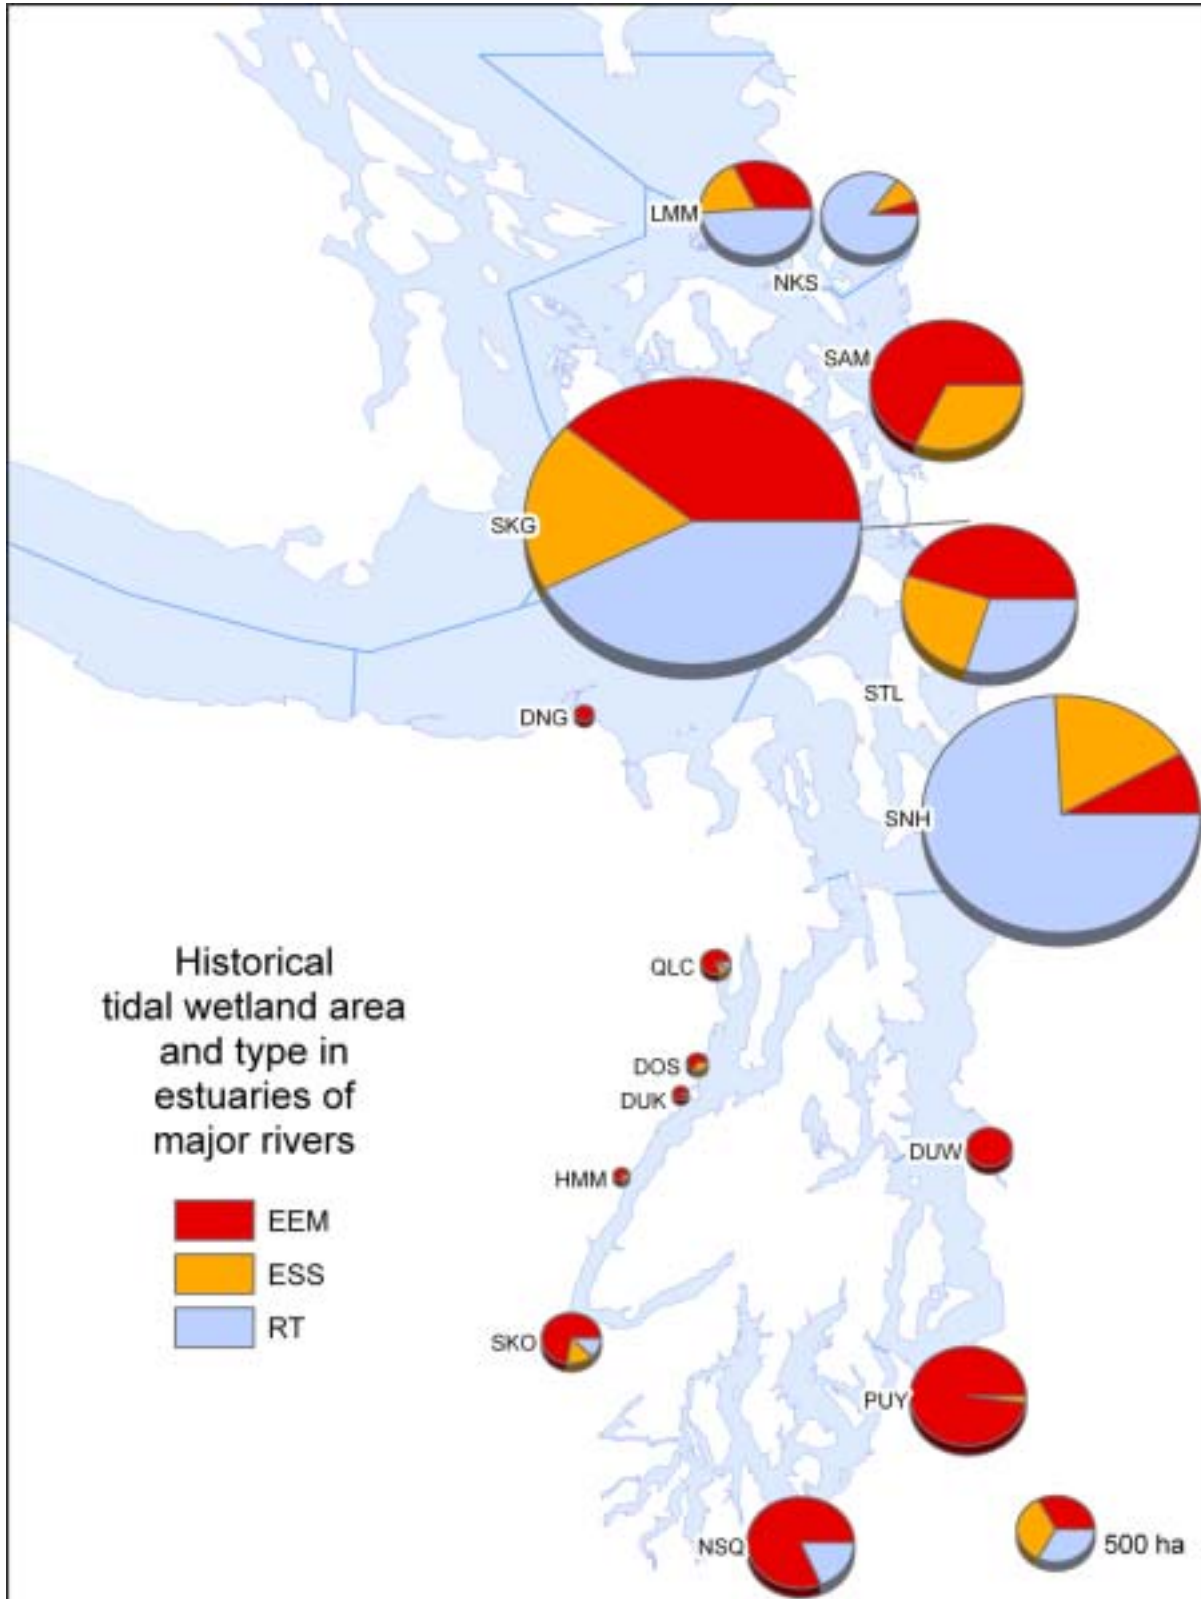 LMM
NKS
SAM
SKG
STL
DNG
SNH
QLC
DOS
DUK
DUW
HMM
SKO
PUY
NSQ
Historical
tidal wetland area
and type in
estuaries of
major rivers
EEM
ESS
RT
500 ha